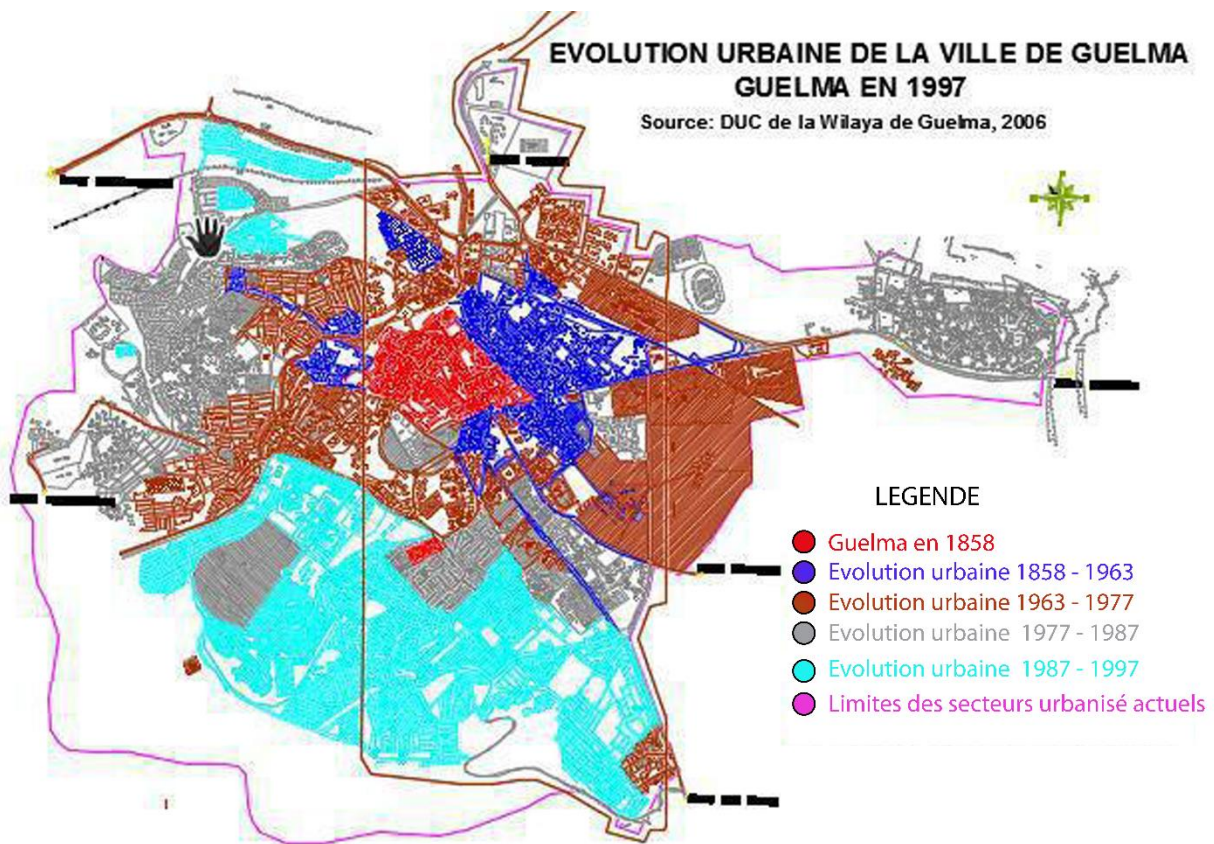 EVOLUTION URBAINE DE LA VILLE DE GUELMA
GUELMA EN 1997
Source: DUC de la Wilaya de Guelma, 2006
LEGENDE
Guelma en 1858
Evolution urbaine 1858 - 1963
Evolution urbaine 1963 - 1977
Evolution urbaine 1977 - 1987
Evolution urbaine 1987 - 1997
Limites des secteurs urbanisé actuels